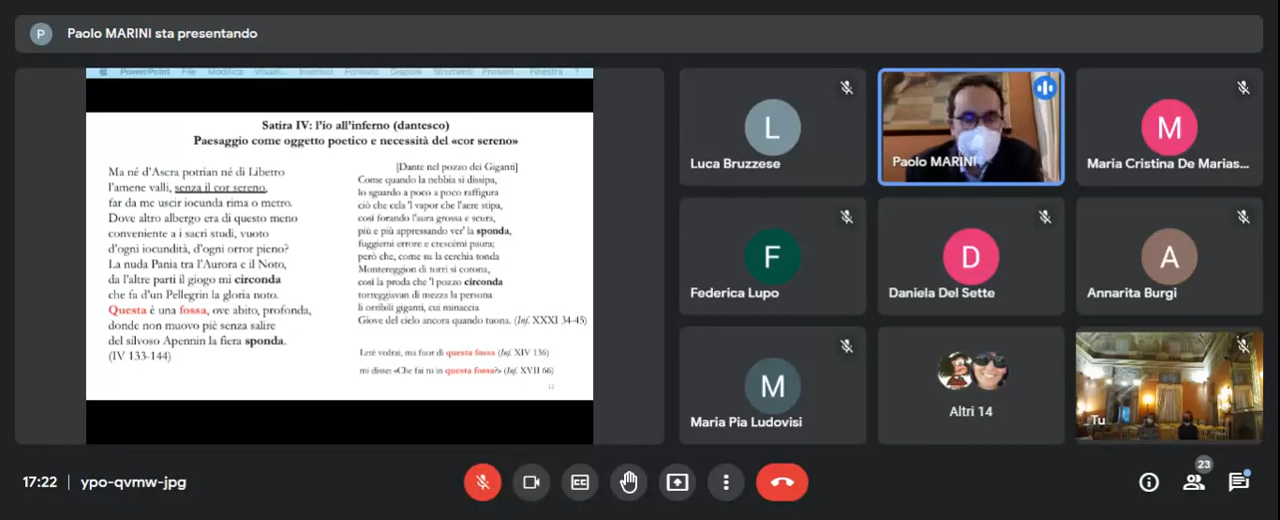 P
Paolo MARINI sta presentando
PowerPoint File Modifica Visuali... Inserisci Formato Disponi Strumenti Present... Finestra ?
Satira IV: l'io all'inferno (dantesco)
Paesaggio come oggetto poetico e necessità del «cor sereno»
Ma né d'Ascra potrian né di Libetro
l'amene valli, senza il cor sereno,
far da me uscir iocunda rima o metro.
Dove altro albergo era di questo meno
conveniente a i sacri studi, vuoto
d'ogni iocundità, d'ogni orror pieno?
La nuda Pania tra l'Aurora e il Noto,
da l'altre parti il giogo mi circonda
che fa d'un Pellegrin la gloria noto.
Questa è una fossa, ove abito, profonda,
donde non muovo piè senza salire
del silvoso Apennin la fiera sponda.
(IV 133-144)
[Dante nel pozzo dei Giganti]
Come quando la nebbia si dissipa,
lo sguardo a poco a poco raffigura
ciò che cela 'l vapor che l'aere stipa,
così forando l'aura grossa e scura,
più e più appressando ver' la sponda,
fuggiemi errore e crescémi paura;
però che, come su la cerchia tonda
Montereggion di torri si corona,
così la proda che 'l pozzo circonda
torreggiavan di mezza la persona
li orribili giganti, cui minaccia
Giove del cielo ancora quando tuona. (Inf. XXXI 34-45)
Letè vedrai, ma fuor di questa fossa (Inf. XIV 136)
mi disse: «Che fai tu in questa fossa?» (Inf. XVII 66)
12
L
Luca Bruzzese
Paolo MARINI
M
Maria Cristina De Marias...
F
Federica Lupo
D
Daniela Del Sette
A
Annarita Burgi
M
Maria Pia Ludovisi
Altri 14
Tu
17:22 | ypo-qvmw-jpg
CC
23